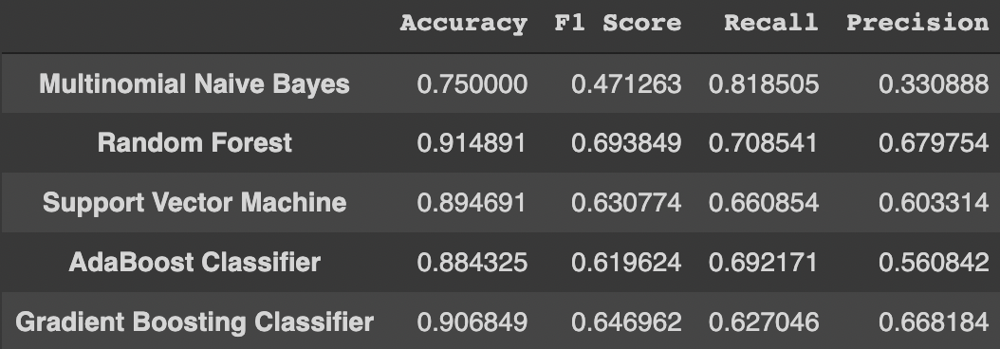 Accuracy F1 Score Recall Precision
Multinomial Naive Bayes 0.750000 0.471263 0.818505 0.330888
Random Forest 0.914891 0.693849 0.708541 0.679754
Support Vector Machine 0.894691 0.630774 0.660854 0.603314
AdaBoost Classifier 0.884325 0.619624 0.692171 0.560842
Gradient Boosting Classifier 0.906849 0.646962 0.627046 0.668184